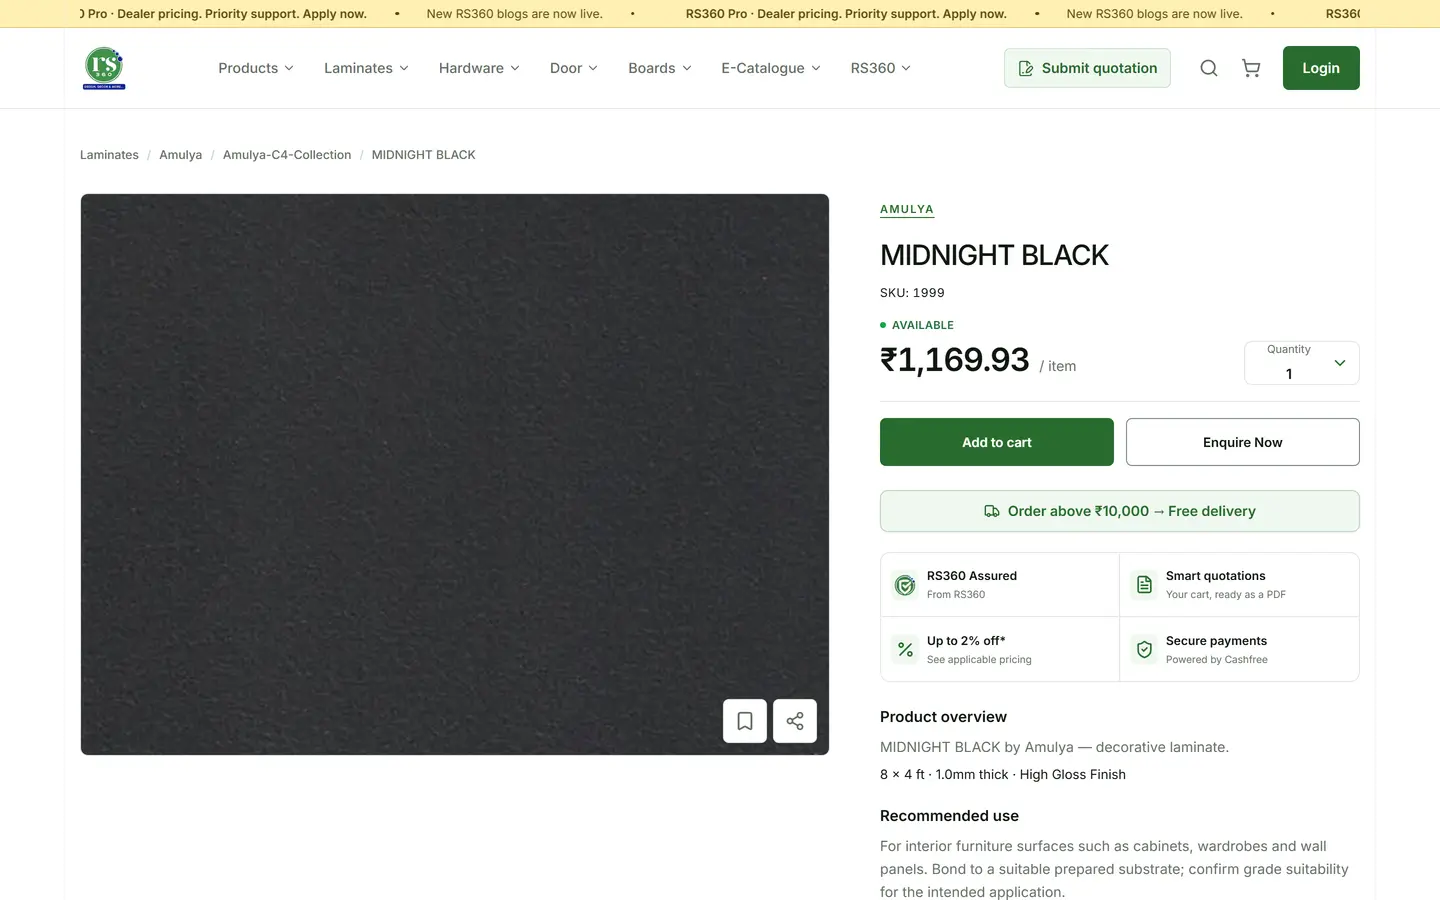 RS360 Pro · Dealer pricing. Priority support. Apply now. • New RS360 blogs are now live. • RS360 Pro · Dealer pricing. Priority support. Apply now. • New RS360 blogs are now live. •
rs
360
Products
Laminates
Hardware
Door
Boards
E-Catalogue
RS360
Submit quotation
Login
Laminates / Amulya / Amulya-C4-Collection / MIDNIGHT BLACK
AMULYA
MIDNIGHT BLACK
SKU: 1999
AVAILABLE
₹1,169.93 / item
Quantity
1
Add to cart
Enquire Now
Order above ₹10,000 → Free delivery
RS360 Assured
From RS360
Smart quotations
Your cart, ready as a PDF
Up to 2% off*
See applicable pricing
Secure payments
Powered by Cashfree
Product overview
MIDNIGHT BLACK by Amulya — decorative laminate.
8 × 4 ft · 1.0mm thick · High Gloss Finish
Recommended use
For interior furniture surfaces such as cabinets, wardrobes and wall
panels. Bond to a suitable prepared substrate; confirm grade suitability
for the intended application.